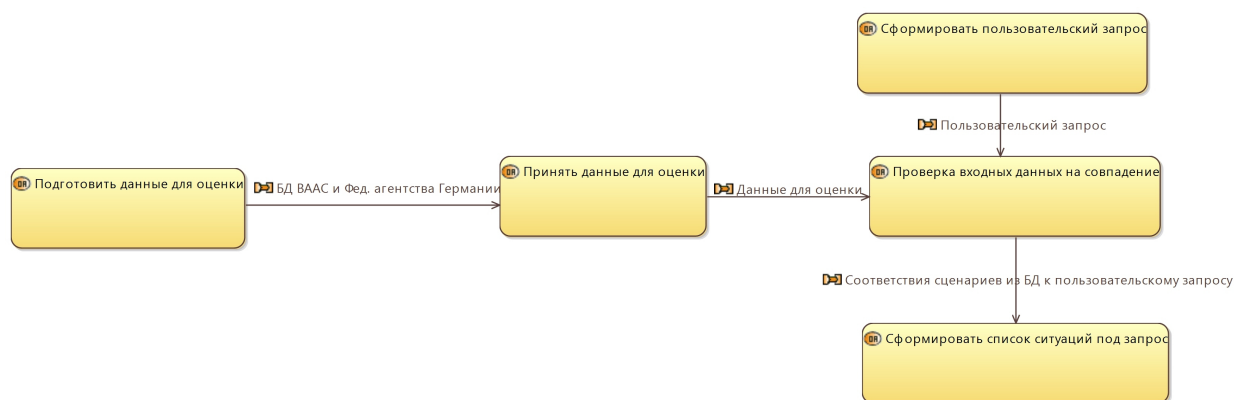 Сформировать пользовательский запрос
Пользовательский запрос
Подготовить данные для оценки
БД ВААС и Фед. агентства Германии
Принять данные для оценки
Данные для оценки
Проверка входных данных на совпадение
Соответствия сценариев из БД к пользовательскому запросу
Сформировать список ситуаций под запрос